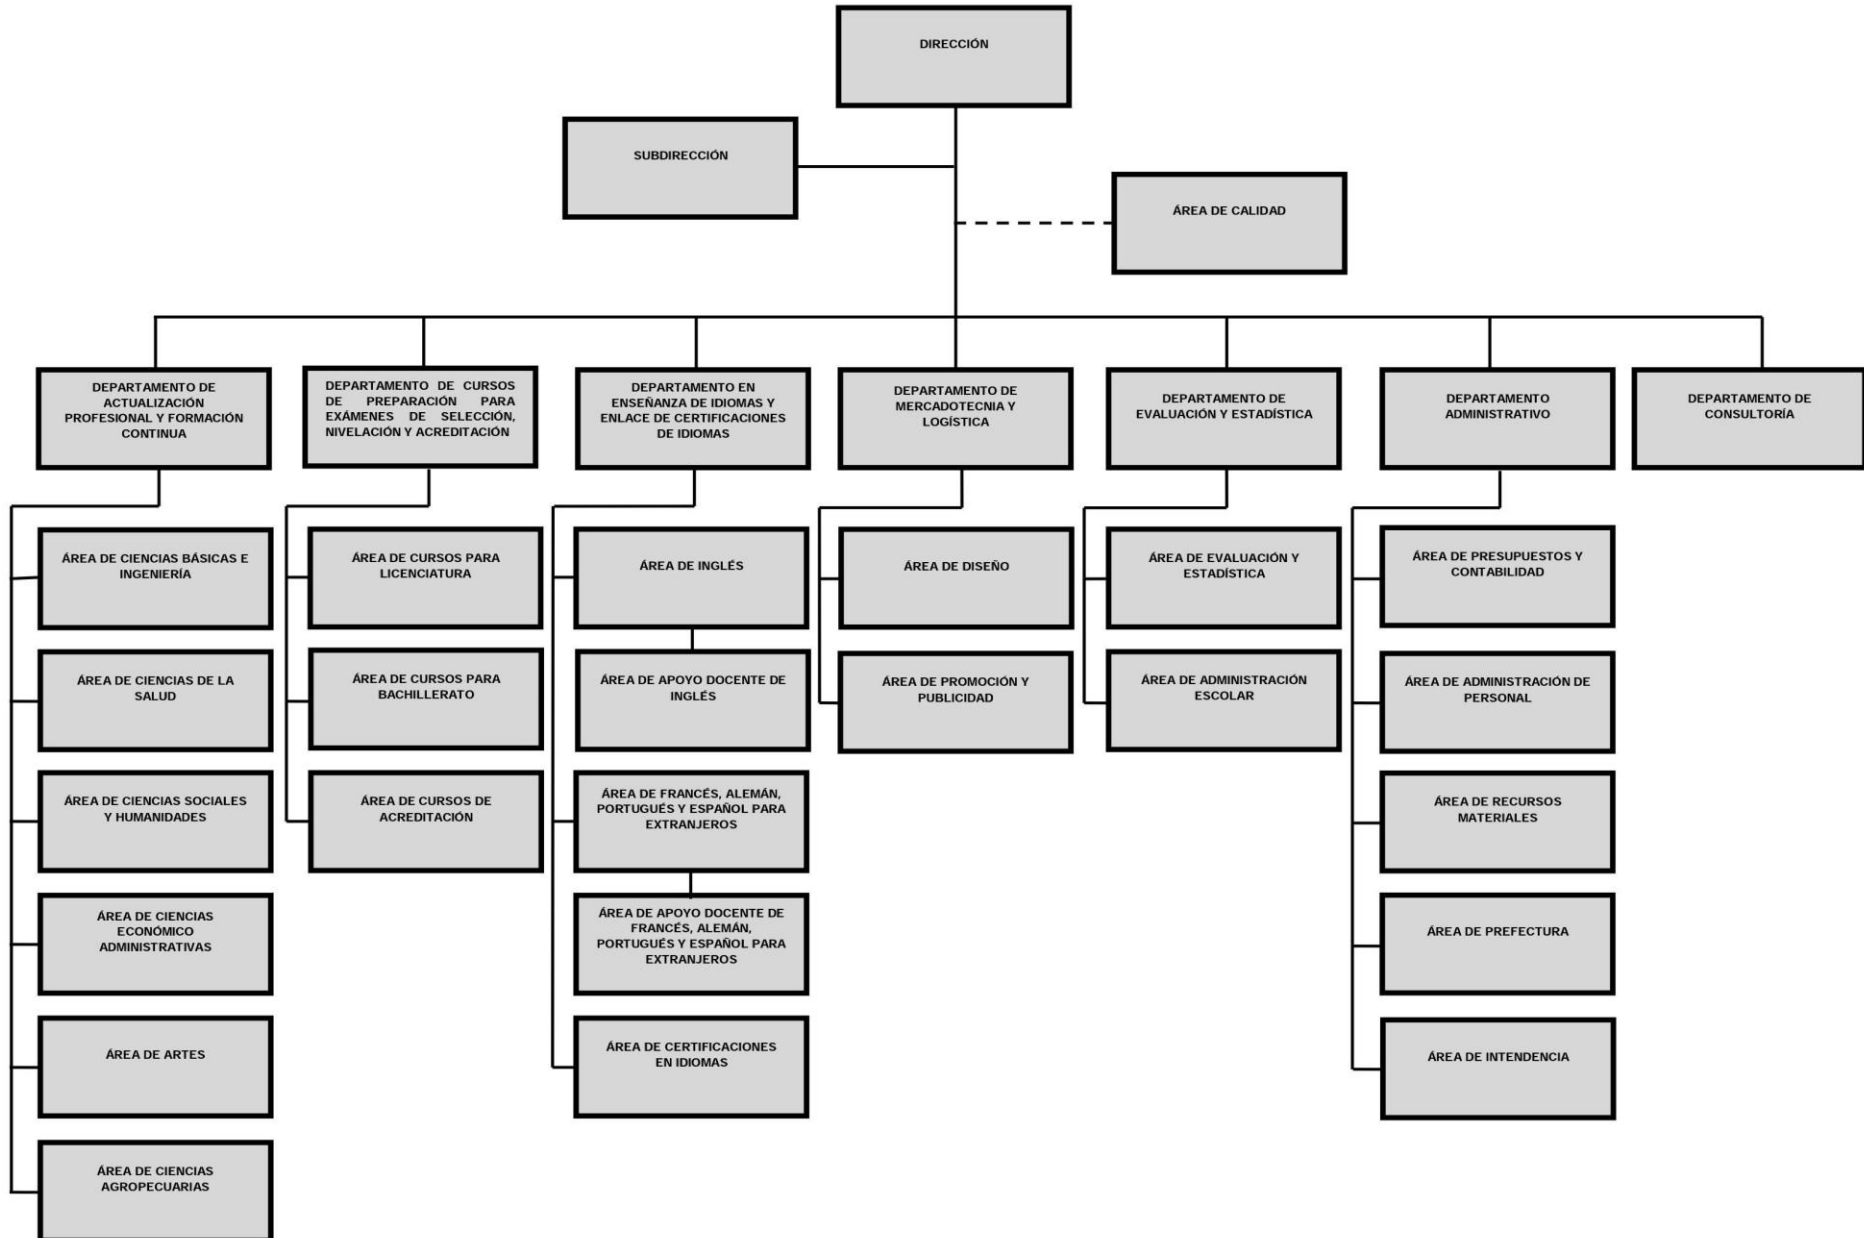 DIRECCIÓN
SUBDIRECCIÓN
ÁREA DE CALIDAD
DEPARTAMENTO DE
ACTUALIZACIÓN
PROFESIONAL Y FORMACIÓN
CONTINUA
DEPARTAMENTO DE CURSOS
DE PREPARACIÓN PARA
EXÁMENES DE SELECCIÓN,
NIVELACIÓN Y ACREDITACIÓN
DEPARTAMENTO EN
ENSEÑANZA DE IDIOMAS Y
ENLACE DE CERTIFICACIONES
DE IDIOMAS
DEPARTAMENTO DE
MERCADOTECNIA Y
LOGÍSTICA
DEPARTAMENTO DE
EVALUACIÓN Y ESTADÍSTICA
DEPARTAMENTO
ADMINISTRATIVO
DEPARTAMENTO DE
CONSULTORÍA
ÁREA DE CIENCIAS BÁSICAS E
INGENIERÍA
ÁREA DE CIENCIAS DE LA
SALUD
ÁREA DE CIENCIAS SOCIALES
Y HUMANIDADES
ÁREA DE CIENCIAS
ECONÓMICO
ADMINISTRATIVAS
ÁREA DE ARTES
ÁREA DE CIENCIAS
AGROPECUARIAS
ÁREA DE CURSOS PARA
LICENCIATURA
ÁREA DE CURSOS PARA
BACHILLERATO
ÁREA DE CURSOS DE
ACREDITACIÓN
ÁREA DE INGLÉS
ÁREA DE APOYO DOCENTE DE
INGLÉS
ÁREA DE FRANCÉS, ALEMÁN,
PORTUGUÉS Y ESPAÑOL PARA
EXTRANJEROS
ÁREA DE APOYO DOCENTE DE
FRANCÉS, ALEMÁN,
PORTUGUÉS Y ESPAÑOL PARA
EXTRANJEROS
ÁREA DE CERTIFICACIONES
EN IDIOMAS
ÁREA DE DISEÑO
ÁREA DE PROMOCIÓN Y
PUBLICIDAD
ÁREA DE EVALUACIÓN Y
ESTADÍSTICA
ÁREA DE ADMINISTRACIÓN
ESCOLAR
ÁREA DE PRESUPUESTOS Y
CONTABILIDAD
ÁREA DE ADMINISTRACIÓN DE
PERSONAL
ÁREA DE RECURSOS
MATERIALES
ÁREA DE PREFECTURA
ÁREA DE INTENDENCIA